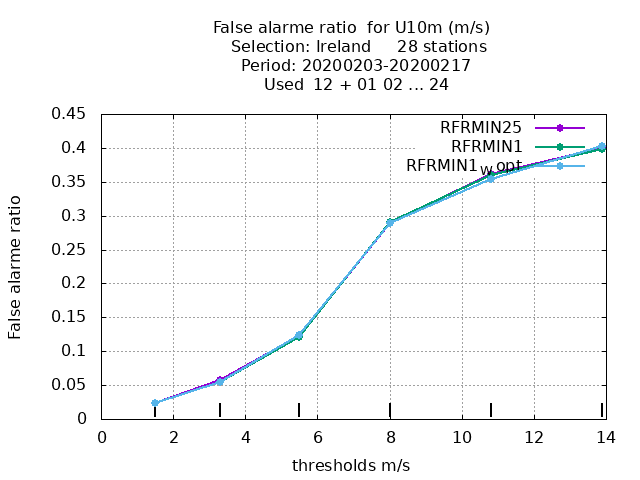 False alarme ratio  for U10m (m/s)
Selection: Ireland     28 stations
Period: 20200203-20200217
Used  12 + 01 02 ... 24
RFRMIN25
RFRMIN1
RFRMIN1w opt
False alarme ratio
0.45
0.4
0.35
0.3
0.25
0.2
0.15
0.1
0.05
0
0 2 4 6 8 10 12 14
thresholds m/s